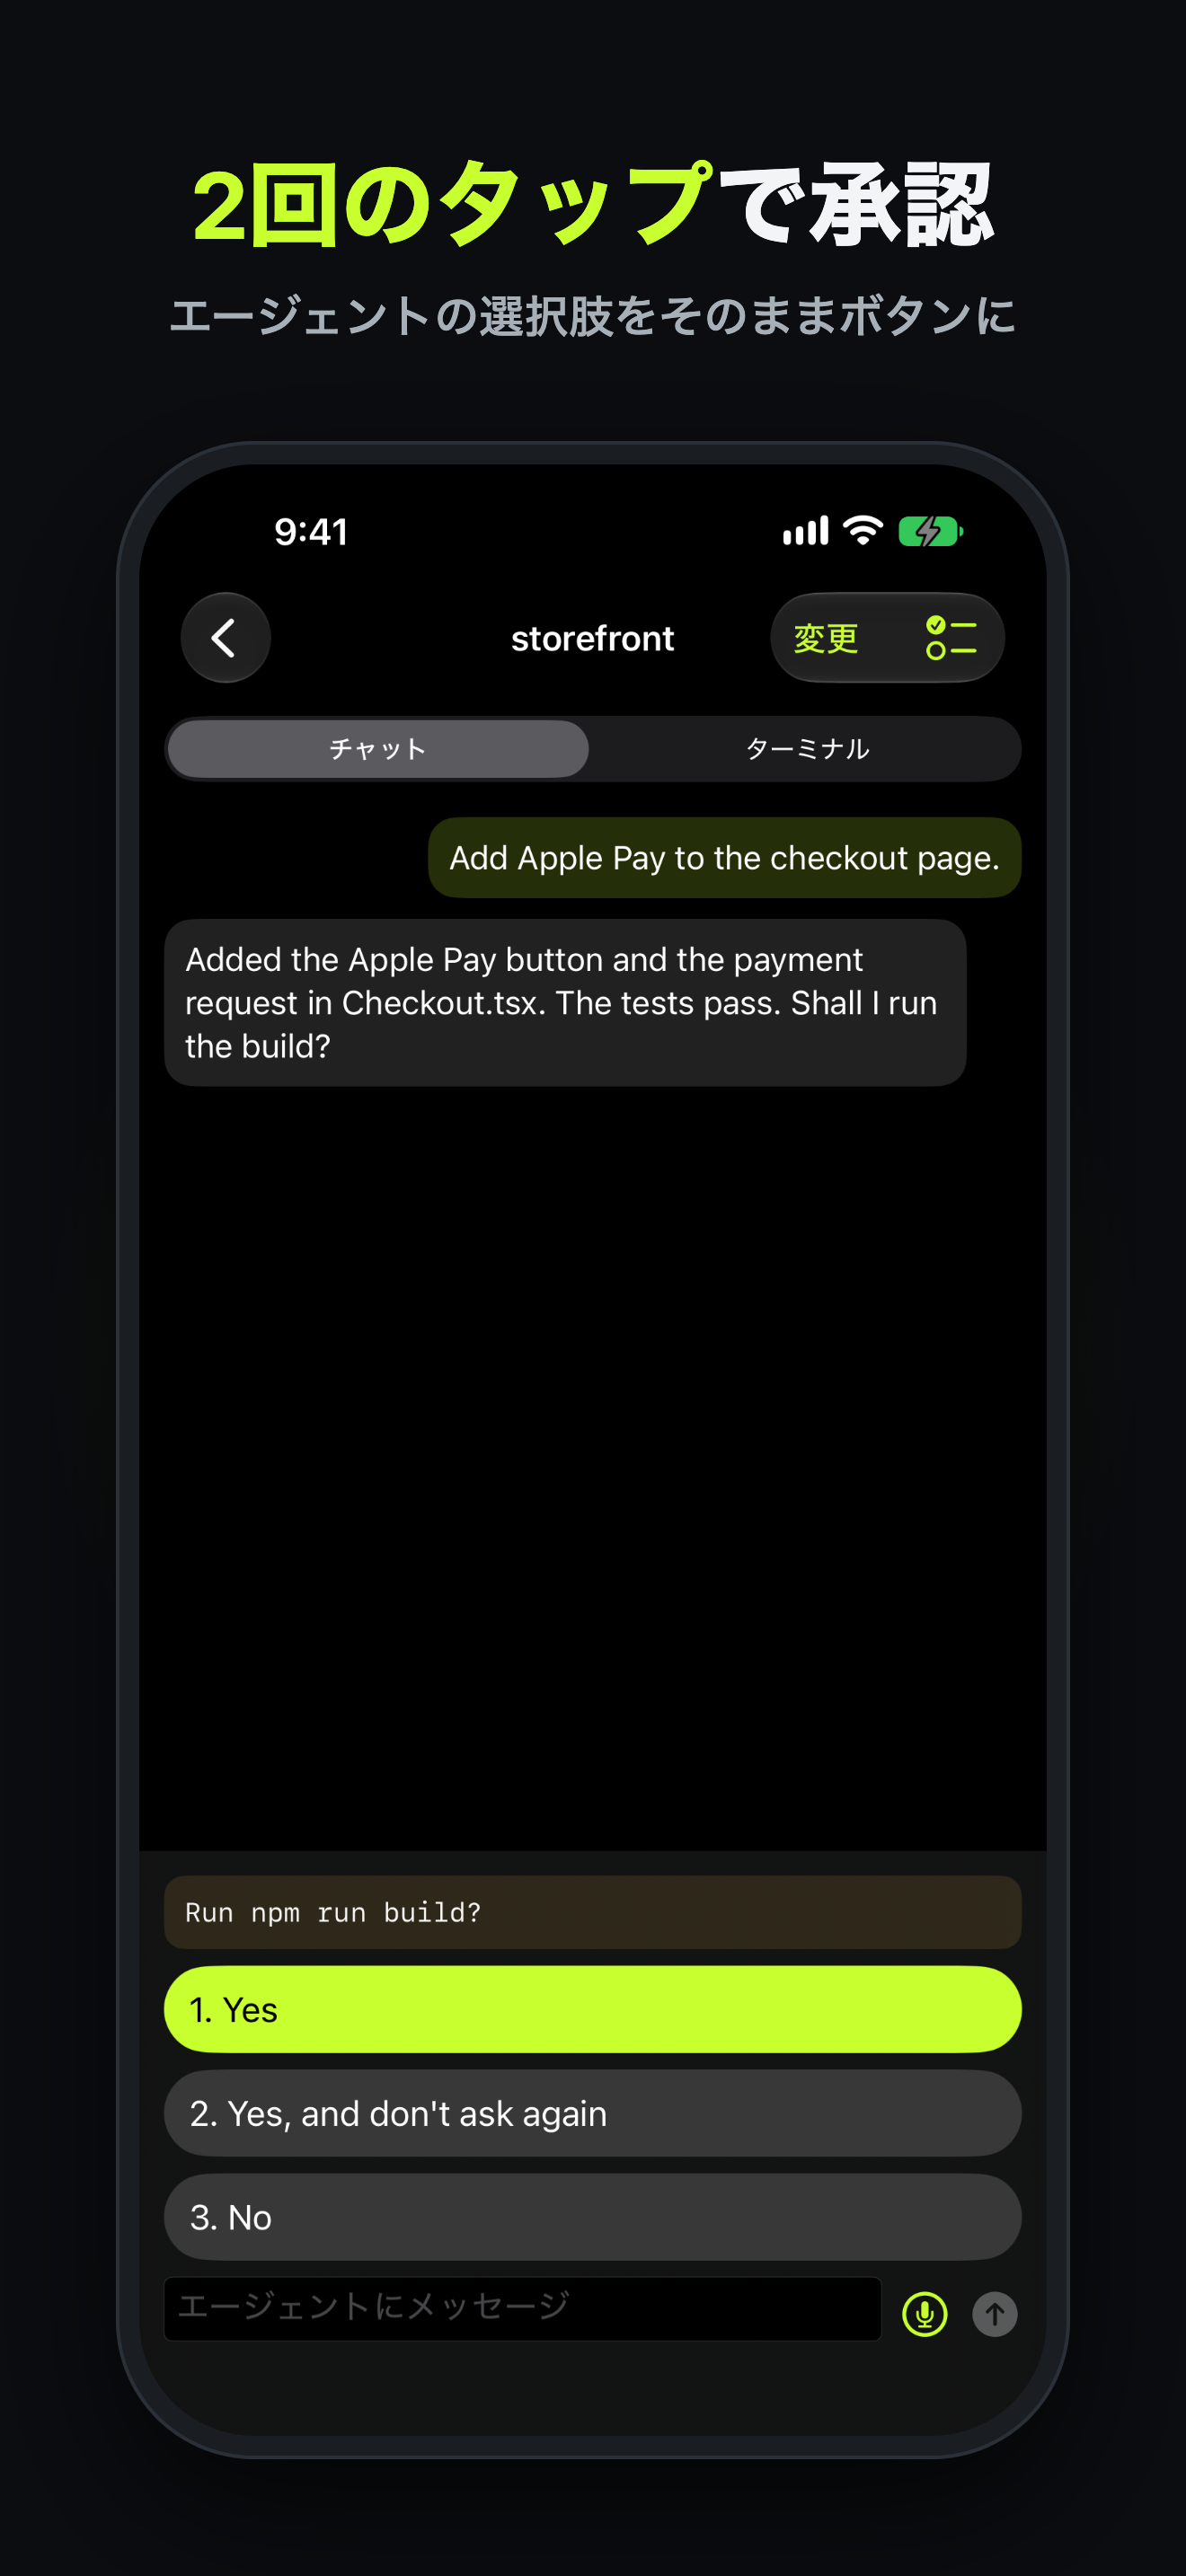 2回のタップで承認
エージェントの選択肢をそのままボタンに
9:41
storefront
変更
チャット
ターミナル
Add Apple Pay to the checkout page.
Added the Apple Pay button and the payment
request in Checkout.tsx. The tests pass. Shall I run
the build?
Run npm run build?
1. Yes
2. Yes, and don't ask again
3. No
エージェントにメッセージ